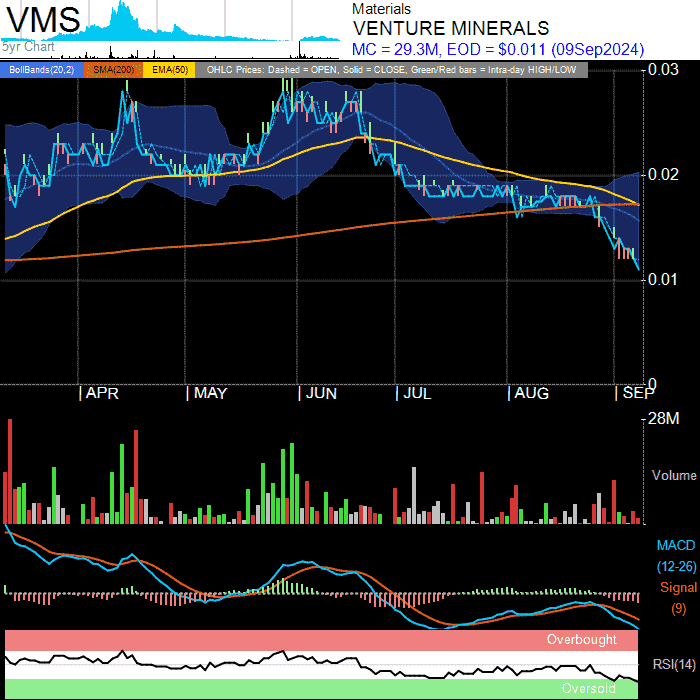 VMS
5yr Chart
Materials
VENTURE MINERALS
MC = 29.3M, EOD = $0.011 (09Sep2024)
BollBands(20,2) SMA(200) EMA(50) OHLC Prices: Dashed = OPEN, Solid = CLOSE, Green/Red bars = Intra-day HIGH/LOW
0.03
0.02
0.01
0
APR MAY JUN JUL AUG SEP
28M
Volume
MACD
(12-26)
Signal
(9)
Overbought
RSI(14)
Oversold